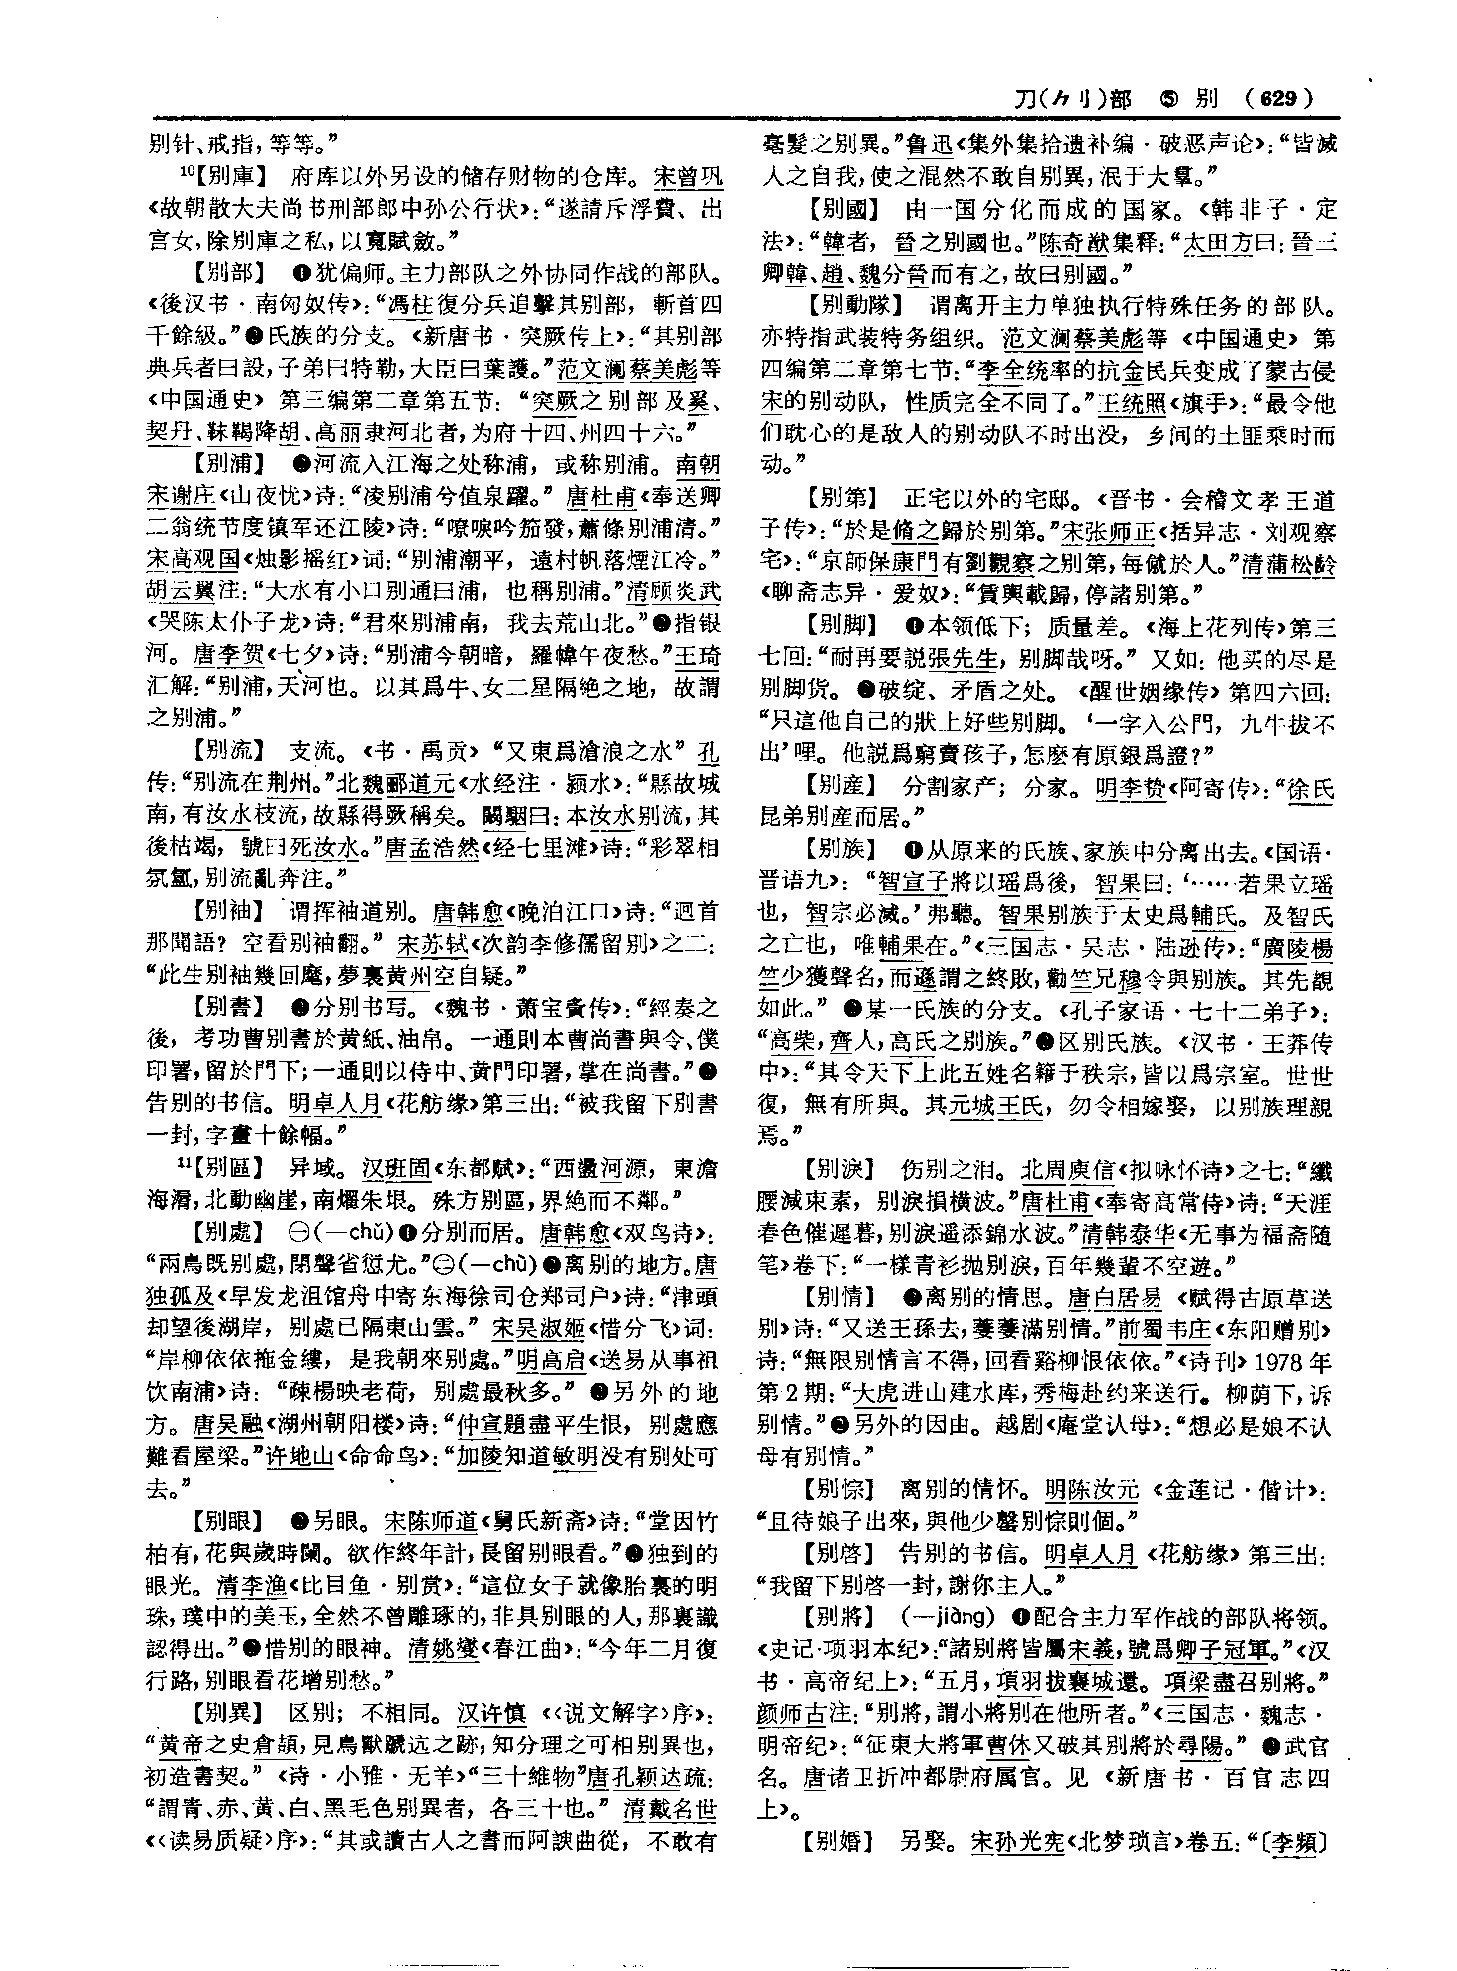 刀(⺈刂)部 ⑤ 别 (629)
别针、戒指,等等。”
10【别庫】 府库以外另设的储存财物的仓库。宋曾巩
《故朝散大夫尚书刑部郎中孙公行状》:“遂請斥浮費、出
宫女,除别庫之私,以寬賦斂。”
【别部】 ❶犹偏师。主力部队之外协同作战的部队。
《後汉书·南匈奴传》:“馮柱復分兵追擊其别部,斬首四
千餘級。”❷氏族的分支。《新唐书·突厥传上》:“其别部
典兵者曰設,子弟曰特勒,大臣曰葉護。”范文澜蔡美彪等
《中国通史》第三编第二章第五节:“突厥之别部及奚、
契丹、靺鞨降胡、高丽隶河北者,为府十四、州四十六。”
【别浦】 ❶河流入江海之处称浦,或称别浦。南朝
宋谢庄《山夜忧》诗:“凌别浦兮值泉躍。”唐杜甫《奉送卿
二翁统节度镇军还江陵》诗:“嘹唳吟笳發,蕭條别浦清。”
宋高观国《烛影摇红》词:“别浦潮平,遠村帆落煙江冷。”
胡云翼注:“大水有小口别通曰浦,也稱别浦。”清顾炎武
《哭陈太仆子龙》诗:“君來别浦南,我去荒山北。”❷指银
河。唐李贺《七夕》诗:“别浦今朝暗,羅幃午夜愁。”王琦
汇解:“别浦,天河也。以其爲牛、女二星隔绝之地,故謂
之别浦。”
【别流】 支流。《书·禹贡》“又東爲滄浪之水”孔
传:“别流在荆州。”北魏郦道元《水经注·颍水》:“縣故城
南,有汝水枝流,故縣得厥稱矣。闞駰曰:本汝水别流,其
後枯竭,號曰死汝水。”唐孟浩然《经七里滩》诗:“彩翠相
氛氲,别流亂奔注。”
【别袖】 谓挥袖道别。唐韩愈《晚泊江口》诗:“迴首
那聞語?空看别袖翻。”宋苏轼《次韵李修孺留别》之二:
“此生别袖幾回麾,夢裏黄州空自疑。”
【别書】 ❶分别书写。《魏书·萧宝夤传》:“經奏之
後,考功曹别書於黄紙、油帛。一通則本曹尚書與令、僕
印署,留於門下;一通則以侍中、黄門印署,掌在尚書。”❷
告别的书信。明卓人月《花舫缘》第三出:“被我留下别書
一封,字畫十餘幅。”
11【别區】 异域。汉班固《东都赋》:“西盪河源,東澹
海漘,北動幽崖,南燿朱垠。殊方别區,界絶而不鄰。”
【别處】 ㊀(—chǔ)❶分别而居。唐韩愈《双鸟诗》:
“兩鳥既别處,閉聲省愆尤。”㊁(—chù)❶离别的地方。唐
独孤及《早发龙沮馆舟中寄东海徐司仓郑司户》诗:“津頭
却望後湖岸,别處已隔東山雲。”宋吴淑姬《惜分飞》词:
“岸柳依依拖金縷,是我朝來别處。”明高启《送易从事祖
饮南浦》诗:“疎楊映老荷,别處最秋多。”❷另外的地
方。唐吴融《湖州朝阳楼》诗:“仲宣題盡平生恨,别處應
難看屋梁。”许地山《命命鸟》:“加陵知道敏明没有别处可
去。”
【别眼】 ❶另眼。宋陈师道《舅氏新斋》诗:“堂因竹
柏有,花與歲時闌。欲作終年計,長留别眼看。”❷独到的
眼光。清李渔《比目鱼·别赏》:“這位女子就像胎裏的明
珠,璞中的美玉,全然不曾雕琢的,非具别眼的人,那裏識
認得出。”❸惜别的眼神。清姚燮《春江曲》:“今年二月復
行路,别眼看花增别愁。”
【别異】 区别;不相同。汉许慎《〈说文解字〉序》:
“黄帝之史倉頡,見鳥獸蹏迒之跡,知分理之可相别異也,
初造書契。”《诗·小雅·无羊》“三十維物”唐孔颖达疏:
“謂青、赤、黄、白、黑毛色别異者,各三十也。”清戴名世
《〈读易质疑〉序》:“其或讀古人之書而阿諛曲從,不敢有
毫髮之别異。”鲁迅《集外集拾遗补编·破恶声论》:“皆滅
人之自我,使之混然不敢自别異,泯于大羣。”
【别國】 由一国分化而成的国家。《韩非子·定
法》:“韓者,晉之别國也。”陈奇猷集释:“太田方曰:晉三
卿韓、趙、魏分晉而有之,故曰别國。”
【别動隊】 谓离开主力单独执行特殊任务的部队。
亦特指武装特务组织。范文澜蔡美彪等《中国通史》第
四编第二章第七节:“李全统率的抗金民兵变成了蒙古侵
宋的别动队,性质完全不同了。”王统照《旗手》:“最令他
们耽心的是敌人的别动队不时出没,乡间的土匪乘时而
动。”
【别第】 正宅以外的宅邸。《晋书·会稽文孝王道
子传》:“於是脩之歸於别第。”宋张师正《括异志·刘观察
宅》:“京師保康門有劉觀察之别第,每僦於人。”清蒲松龄
《聊斋志异·爱奴》:“賃輿載歸,停諸别第。”
【别脚】 ❶本领低下;质量差。《海上花列传》第三
七回:“耐再要説張先生,别脚哉呀。”又如:他买的尽是
别脚货。❷破绽、矛盾之处。《醒世姻缘传》第四六回:
“只這他自己的狀上好些别脚。‘一字入公門,九牛拔不
出’哩。他説爲窮賣孩子,怎麽有原銀爲證?”
【别産】 分割家产;分家。明李贽《阿寄传》:“徐氏
昆弟别産而居。”
【别族】 ❶从原来的氏族、家族中分离出去。《国语·
晋语九》:“智宣子將以瑶爲後,智果曰:‘……若果立瑶
也,智宗必滅。’弗聽。智果别族于太史爲輔氏。及智氏
之亡也,唯輔果在。”《三国志·吴志·陆逊传》:“廣陵楊
竺少獲聲名,而遜謂之終敗,勸竺兄穆令與别族。其先覩
如此。”❷某一氏族的分支。《孔子家语·七十二弟子》:
“高柴,齊人,高氏之别族。”❸区别氏族。《汉书·王莽传
中》:“其令天下上此五姓名籍于秩宗,皆以爲宗室。世世
復,無有所與。其元城王氏,勿令相嫁娶,以别族理親
焉。”
【别淚】 伤别之泪。北周庾信《拟咏怀诗》之七:“纖
腰減束素,别淚損横波。”唐杜甫《奉寄高常侍》诗:“天涯
春色催遲暮,别淚遥添錦水波。”清韩泰华《无事为福斋随
笔》卷下:“一樣青衫抛别淚,百年幾輩不空遊。”
【别情】 ❶离别的情思。唐白居易《赋得古原草送
别》诗:“又送王孫去,萋萋滿别情。”前蜀韦庄《东阳赠别》
诗:“無限别情言不得,回看谿柳恨依依。”《诗刊》1978年
第2期:“大虎进山建水库,秀梅赴约来送行。柳荫下,诉
别情。”❷另外的因由。越剧《庵堂认母》:“想必是娘不认
母有别情。”
【别悰】 离别的情怀。明陈汝元《金莲记·偕计》:
“且待娘子出來,與他少罄别悰則個。”
【别啓】 告别的书信。明卓人月《花舫缘》第三出:
“我留下别啓一封,謝你主人。”
【别將】 (—jiàng) ❶配合主力军作战的部队将领。
《史记·项羽本纪》:“諸别將皆屬宋義,號爲卿子冠軍。”《汉
书·高帝纪上》:“五月,項羽拔襄城還。項梁盡召别將。”
颜师古注:“别將,謂小將别在他所者。”《三国志·魏志·
明帝纪》:“征東大將軍曹休又破其别將於尋陽。”❷武官
名。唐诸卫折冲都尉府属官。见《新唐书·百官志四
上》。
【别婚】 另娶。宋孙光宪《北梦琐言》卷五:“〔李頻〕